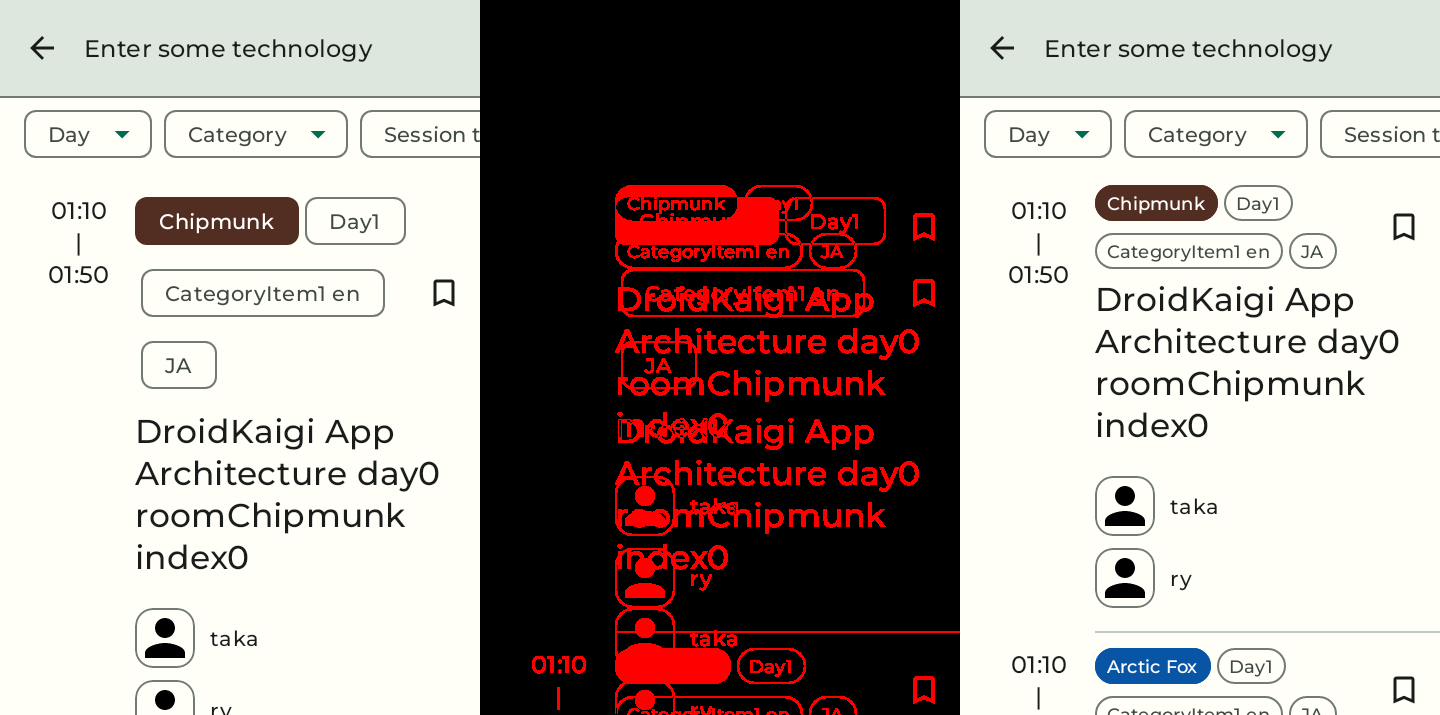 Enter some technology
Day
Category
Session t
01:10
|
01:50
Chipmunk
Day1
CategoryItem1 en
JA
DroidKaigi App
Architecture day0
roomChipmunk
index0
taka
ry
Chipmunk
Day1
CategoryItem1 en
JA
DroidKaigi App
Architecture day0
roomChipmunk
index0
DroidKaigi App
Architecture day0
roomChipmunk
index0
JA
taka
ry
taka
01:10
|
Day1
CategoryItem1 en
JA
Enter some technology
Day
Category
Session t
01:10
|
01:50
Chipmunk
Day1
CategoryItem1 en
JA
DroidKaigi App
Architecture day0
roomChipmunk
index0
taka
ry
01:10
|
Arctic Fox
Day1
CategoryItem1 en
JA